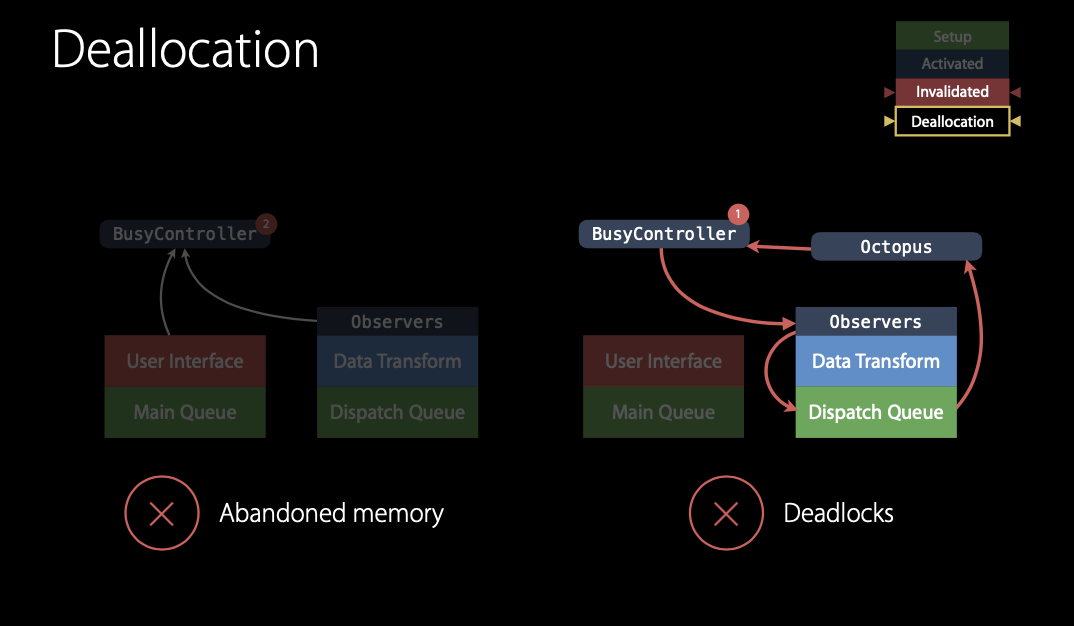 Deallocation
Setup
Activated
Invalidated
Deallocation
BusyController
2
Observers
User Interface
Data Transform
Main Queue
Dispatch Queue
Abandoned memory
BusyController
1
Octopus
Observers
User Interface
Data Transform
Main Queue
Dispatch Queue
Deadlocks